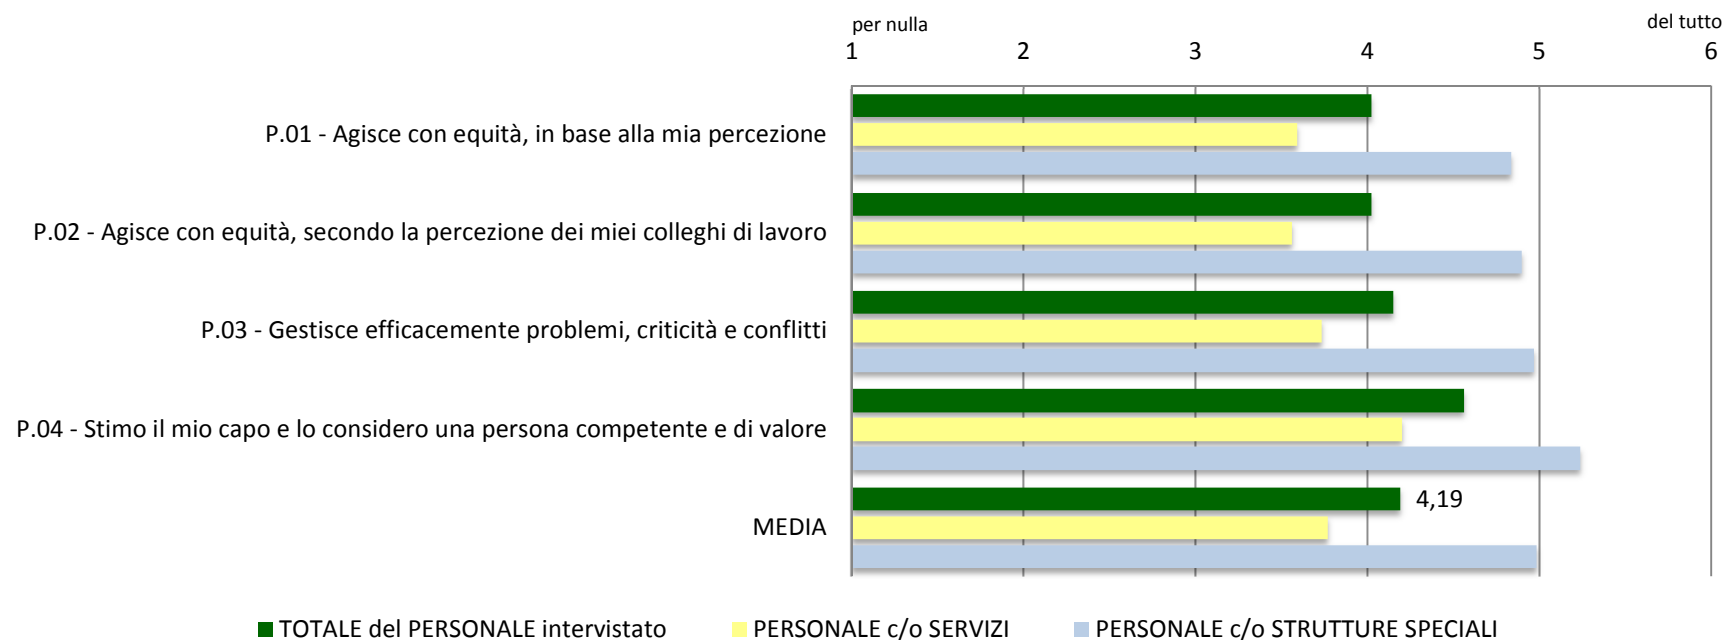 per nulla
del tutto
1 2 3 4 5 6
P.01 - Agisce con equità, in base alla mia percezione
P.02 - Agisce con equità, secondo la percezione dei miei colleghi di lavoro
P.03 - Gestisce efficacemente problemi, criticità e conflitti
P.04 - Stimo il mio capo e lo considero una persona competente e di valore
4,19
MEDIA
TOTALE del PERSONALE intervistato
PERSONALE c/o SERVIZI
PERSONALE c/o STRUTTURE SPECIALI